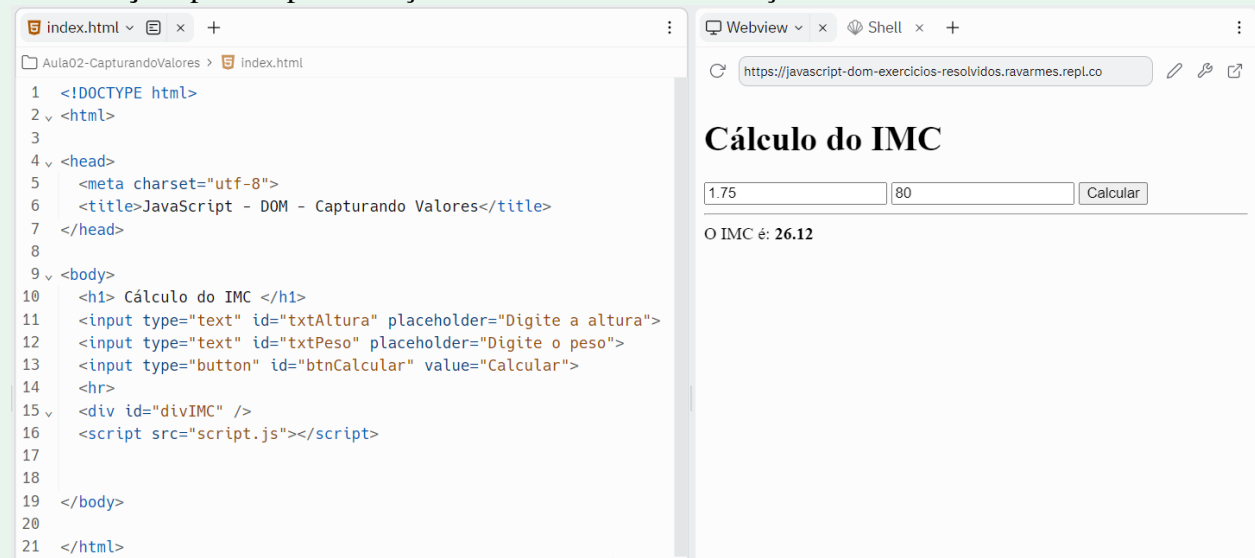 index.html
Aula02-CapturandoValores > index.html
1 <!DOCTYPE html>
2 <html>
3
4 <head>
5 <meta charset="utf-8">
6 <title>JavaScript - DOM - Capturando Valores</title>
7 </head>
8
9 <body>
10 <h1> Cálculo do IMC </h1>
11 <input type="text" id="txtAltura" placeholder="Digite a altura">
12 <input type="text" id="txtPeso" placeholder="Digite o peso">
13 <input type="button" id="btnCalcular" value="Calcular">
14 <hr>
15 <div id="divIMC" />
16 <script src="script.js"></script>
17
18
19 </body>
20
21 </html>
Webview Shell
https://javascript-dom-exercicios-resolvidos.ravarmes.repl.co
Cálculo do IMC
1.75 80 Calcular
O IMC é: 26.12